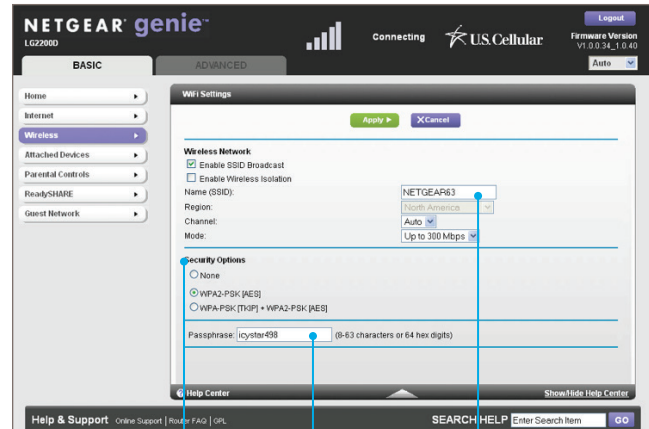 NETGEAR® genie™
LG2200D
Connecting
U.S. Cellular
Logout
Firmware Version
V1.0.0.34_1.0.40
Auto
BASIC
ADVANCED
Home
Internet
Wireless
Attached Devices
Parental Controls
ReadySHARE
Guest Network
WiFi Settings
Apply
X Cancel
Wireless Network
Enable SSID Broadcast
Enable Wireless Isolation
Name (SSID): NETGEAR63
Region: North America
Channel: Auto
Mode: Up to 300 Mbps
Security Options
None
WPA2-PSK [AES]
WPA-PSK [TKIP] + WPA2-PSK [AES]
Passphrase: icystar498 (8-63 characters or 64 hex digits)
Help Center
Show/Hide Help Center
Help & Support Online Support | Router FAQ | GPL
SEARCH HELP Enter Search Item GO